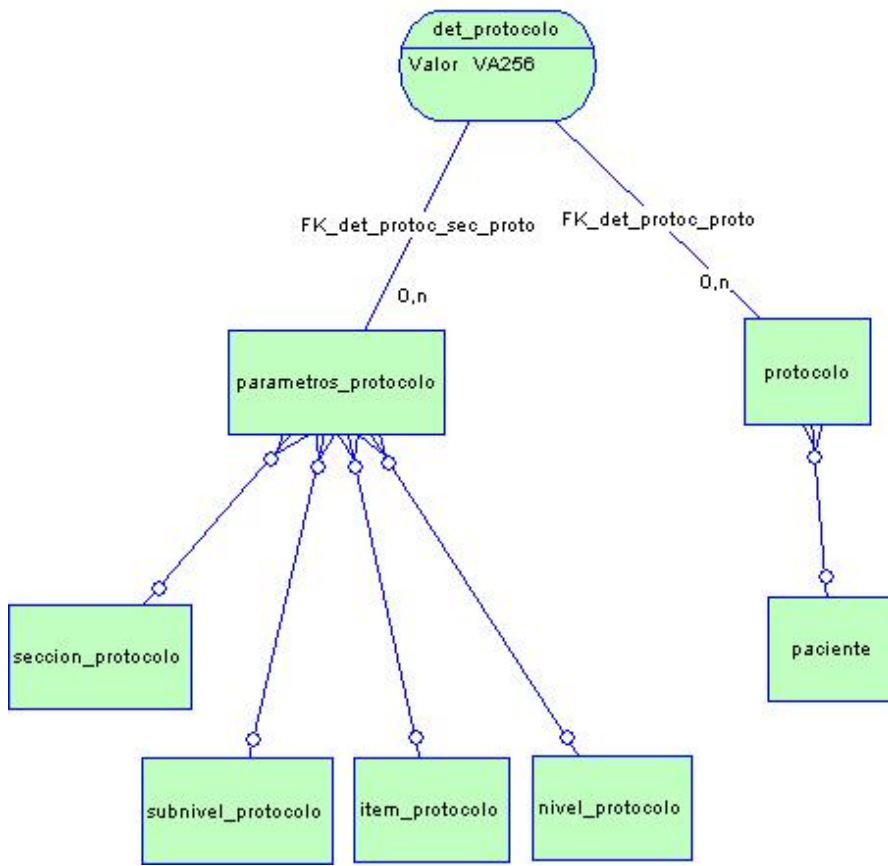 det_protocolo
Valor VA256
FK_det_protoc_sec_proto
FK_det_protoc_proto
0,n
0,n
parametros_protocolo
protocolo
seccion_protocolo
paciente
subnivel_protocolo
item_protocolo
nivel_protocolo